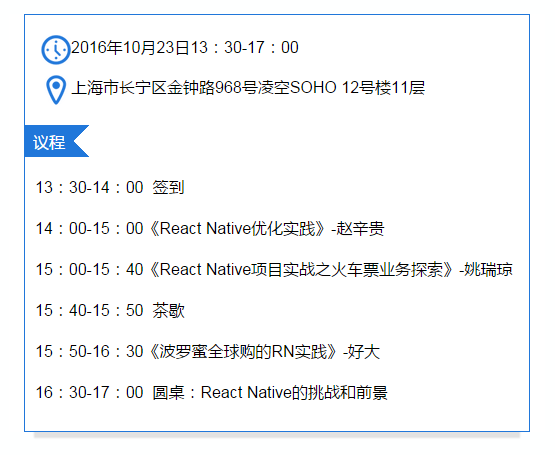 2016年10月23日13：30-17：00
上海市长宁区金钟路968号凌空SOHO 12号楼11层
议程
13：30-14：00  签到
14：00-15：00《React Native优化实践》-赵辛贵
15：00-15：40《React Native项目实战之火车票业务探索》-姚瑞琼
15：40-15：50  茶歇
15：50-16：30《波罗蜜全球购的RN实践》-好大
16：30-17：00  圆桌：React Native的挑战和前景